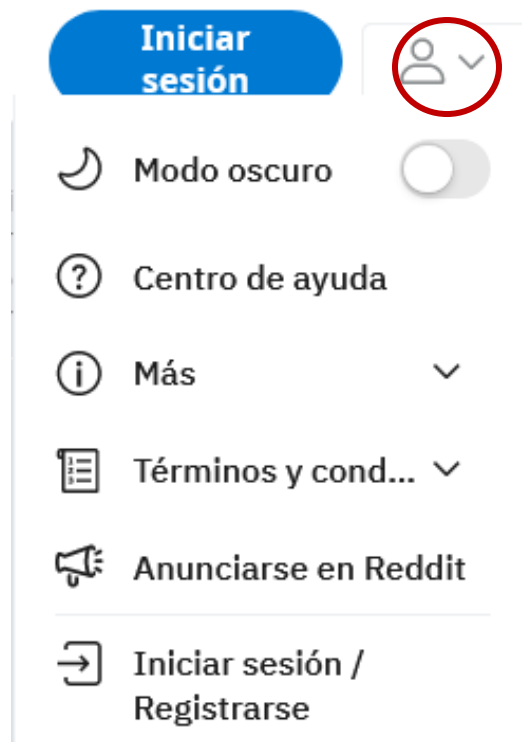 Iniciar
sesión
Modo oscuro
Centro de ayuda
Más
Términos y cond...
Anunciarse en Reddit
Iniciar sesión /
Registrarse